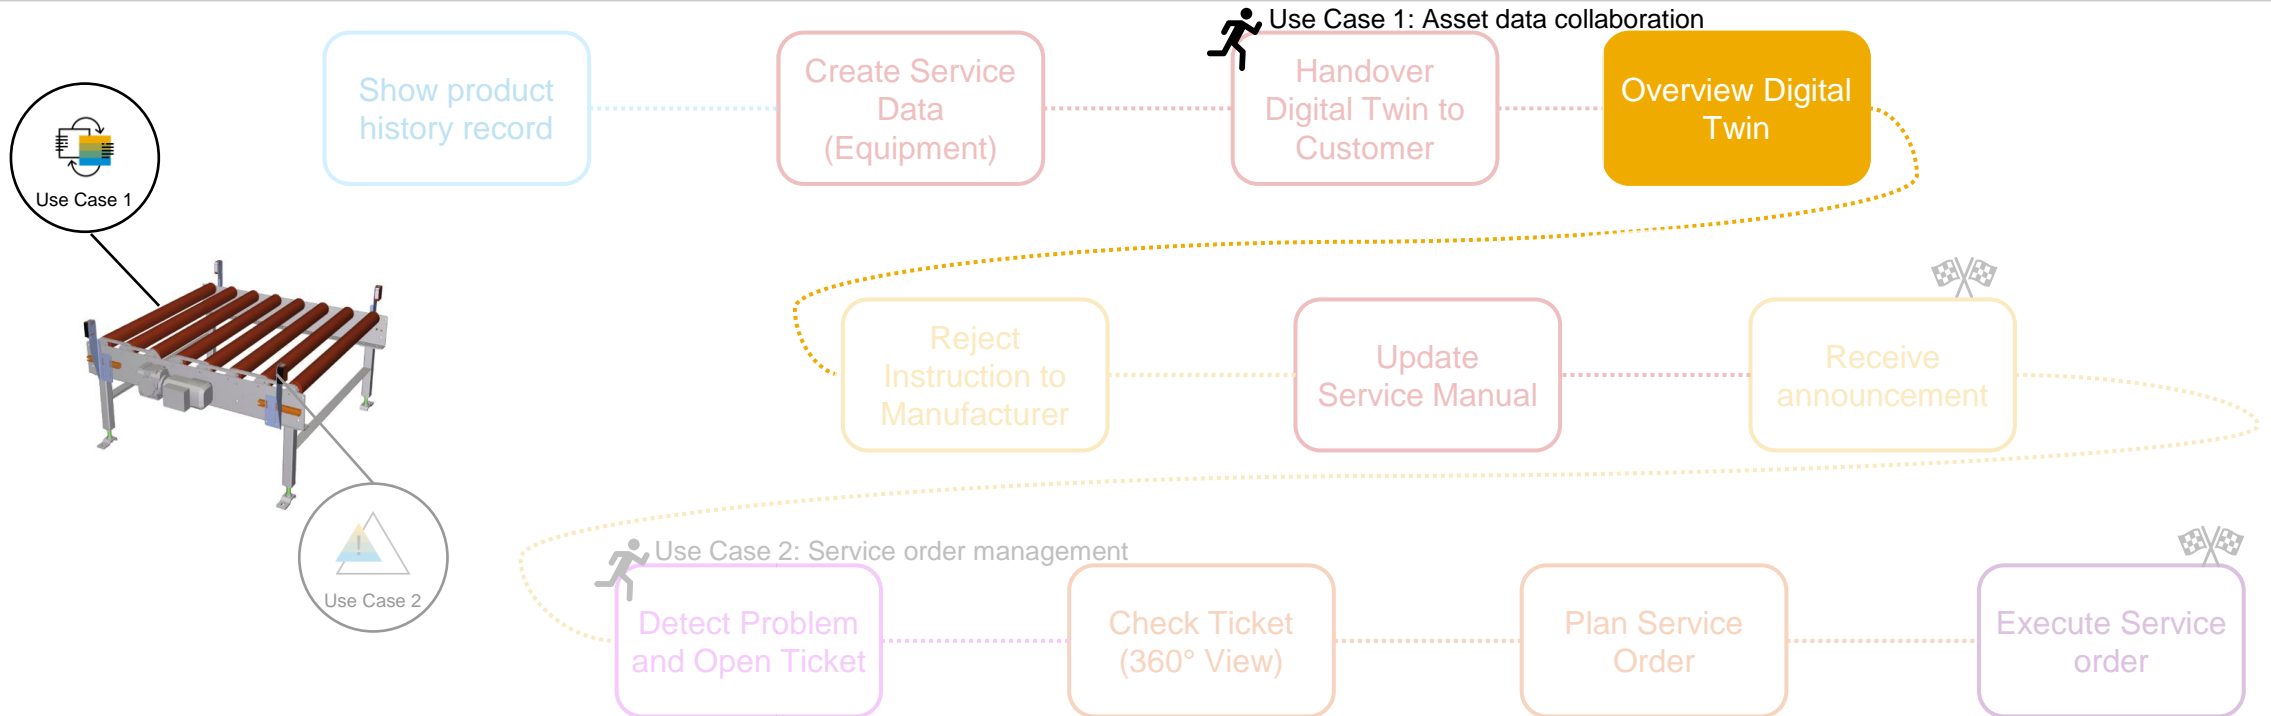 Use Case 1: Asset data collaboration
Show product
history record
Create Service
Data
(Equipment)
Handover
Digital Twin to
Customer
Overview Digital
Twin
Use Case 1
Reject
Instruction to
Manufacturer
Update
Service Manual
Receive
announcement
Use Case 2
Use Case 2: Service order management
Detect Problem
and Open Ticket
Check Ticket
(360° View)
Plan Service
Order
Execute Service
order